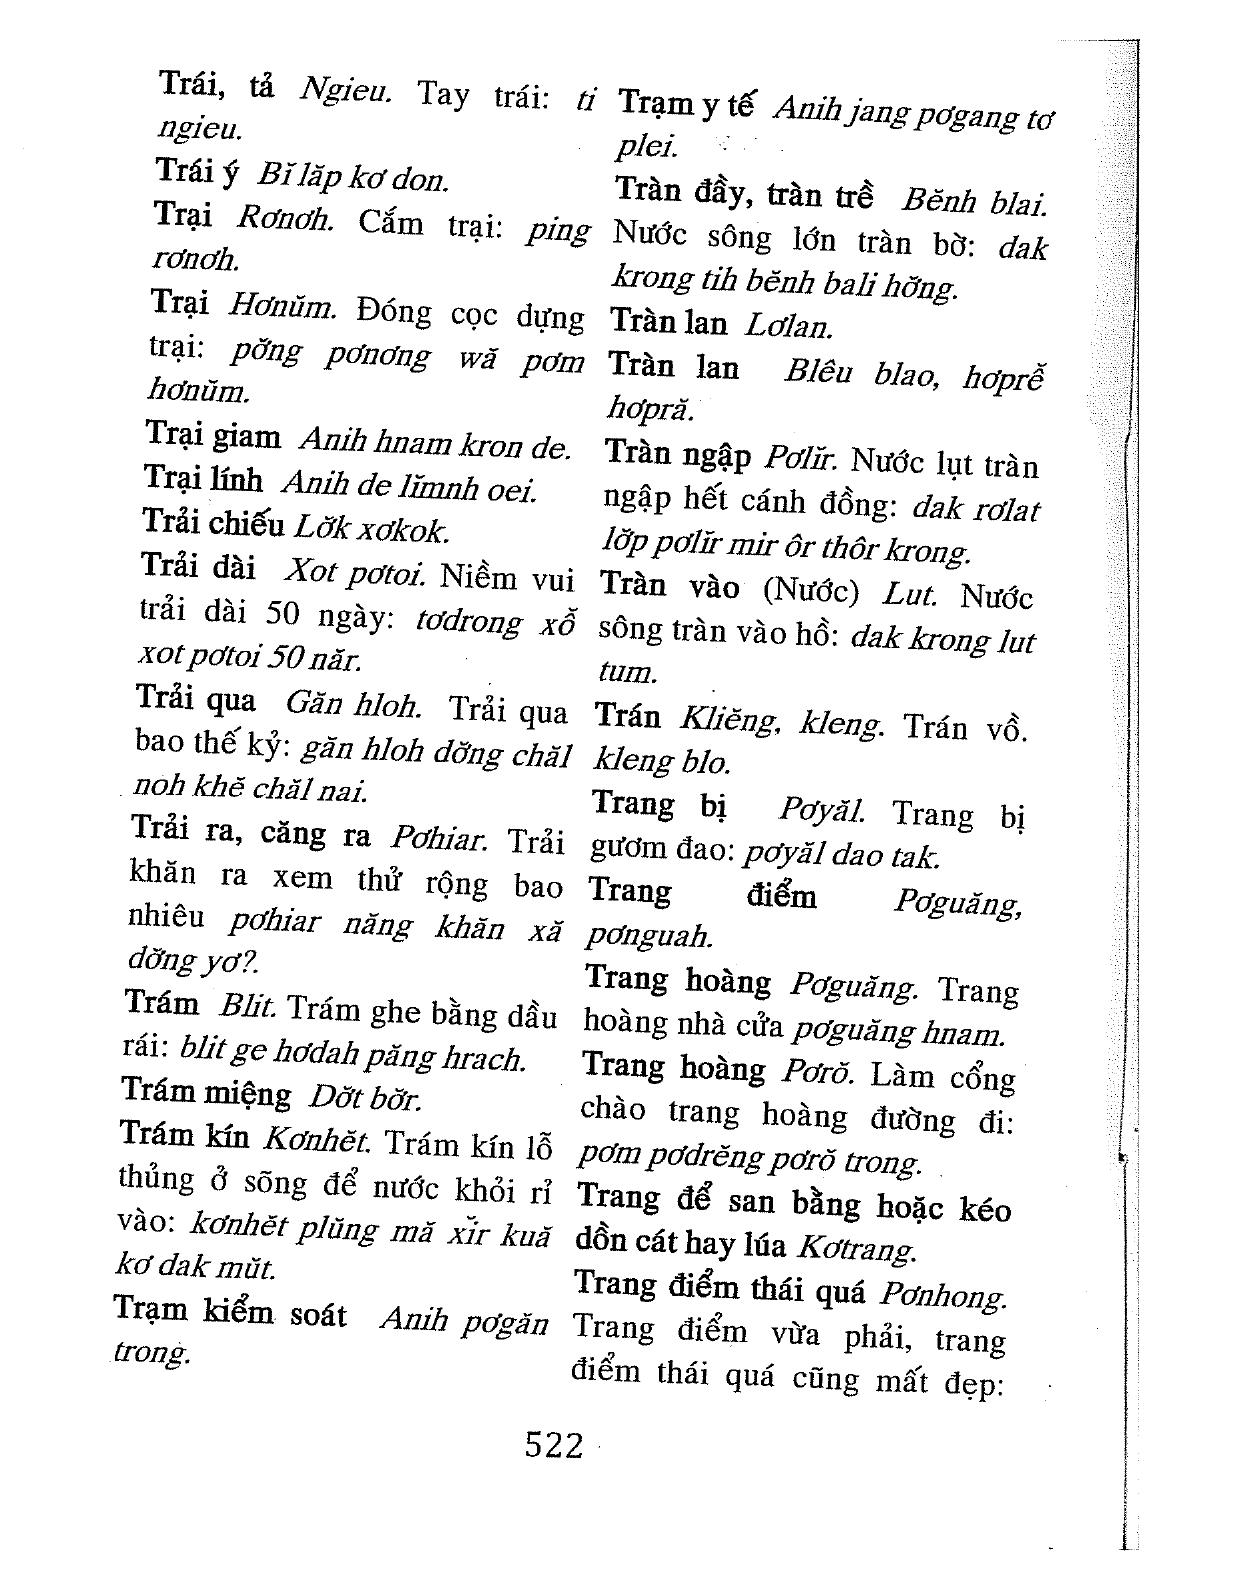 Trái, tả Ngieu. Tay trái: ti
ngieu.
Trái ý Bĭ lăp kơ don.
Trại Rơnơh. Cắm trại: ping
rơnơh.
Trại Hơnŭm. Đóng cọc dựng
trại: pơ̆ng pơnơng wă pơm
hơnŭm.
Trại giam Anih hnam kron de.
Trại lính Anih de lĭmnh oei.
Trải chiếu Lơ̆k xơkok.
Trải dài Xot pơtoi. Niềm vui
trải dài 50 ngày: tơdrong xô̆
xot pơtoi 50 năr.
Trải qua Găn hloh. Trải qua
bao thế kỷ: găn hloh dơ̆ng chăl
noh khĕ chăl nai.
Trải ra, căng ra Pơhiar. Trải
khăn ra xem thử rộng bao
nhiêu pơhiar năng khăn xă
dơ̆ng yơ?.
Trám Blit. Trám ghe bằng dầu
rái: blit ge hơdah păng hrach.
Trám miệng Dơ̆t bơ̆r.
Trám kín Kơnhĕt. Trám kín lỗ
thủng ở sõng để nước khỏi rỉ
vào: kơnhĕt plŭng mă xĭr kuă
kơ dak mŭt.
Trạm kiểm soát Anih pơgăn
trong.
Trạm y tế Anih jang pơgang tơ
plei.
Tràn đầy, tràn trề Bĕnh blai.
Nước sông lớn tràn bờ: dak
krong tih bĕnh bali hơ̆ng.
Tràn lan Lơlan.
Tràn lan Blêu blao, hơprê̆
hơpră.
Tràn ngập Pơlĭr. Nước lụt tràn
ngập hết cánh đồng: dak rơlat
lơ̆p pơlĭr mir ôr thôr krong.
Tràn vào (Nước) Lut. Nước
sông tràn vào hồ: dak krong lut
tum.
Trán Kliĕng, kleng. Trán vồ.
kleng blo.
Trang bị Pơyăl. Trang bị
gươm đao: pơyăl dao tak.
Trang điểm Pơguăng,
pơnguah.
Trang hoàng Pơguăng. Trang
hoàng nhà cửa pơguăng hnam.
Trang hoàng Pơrŏ. Làm cổng
chào trang hoàng đường đi:
pơm pơdrĕng pơrŏ trong.
Trang để san bằng hoặc kéo
dồn cát hay lúa Kơtrang.
Trang điểm thái quá Pơnhong.
Trang điểm vừa phải, trang
điểm thái quá cũng mất đẹp:
522